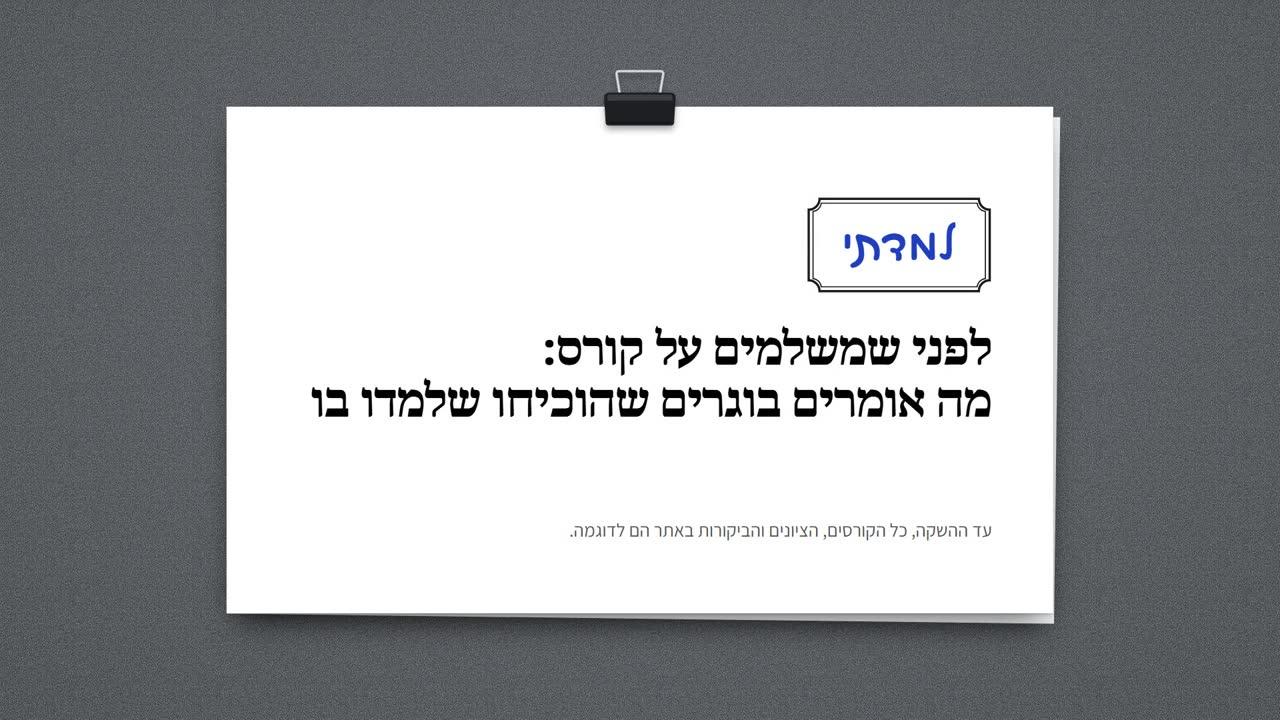 למדתי
לפני שמשלמים על קורס:
מה אומרים בוגרים שהוכיחו שלמדו בו
עד ההשקה, כל הקורסים, הציונים והביקורות באתר הם לדוגמה.